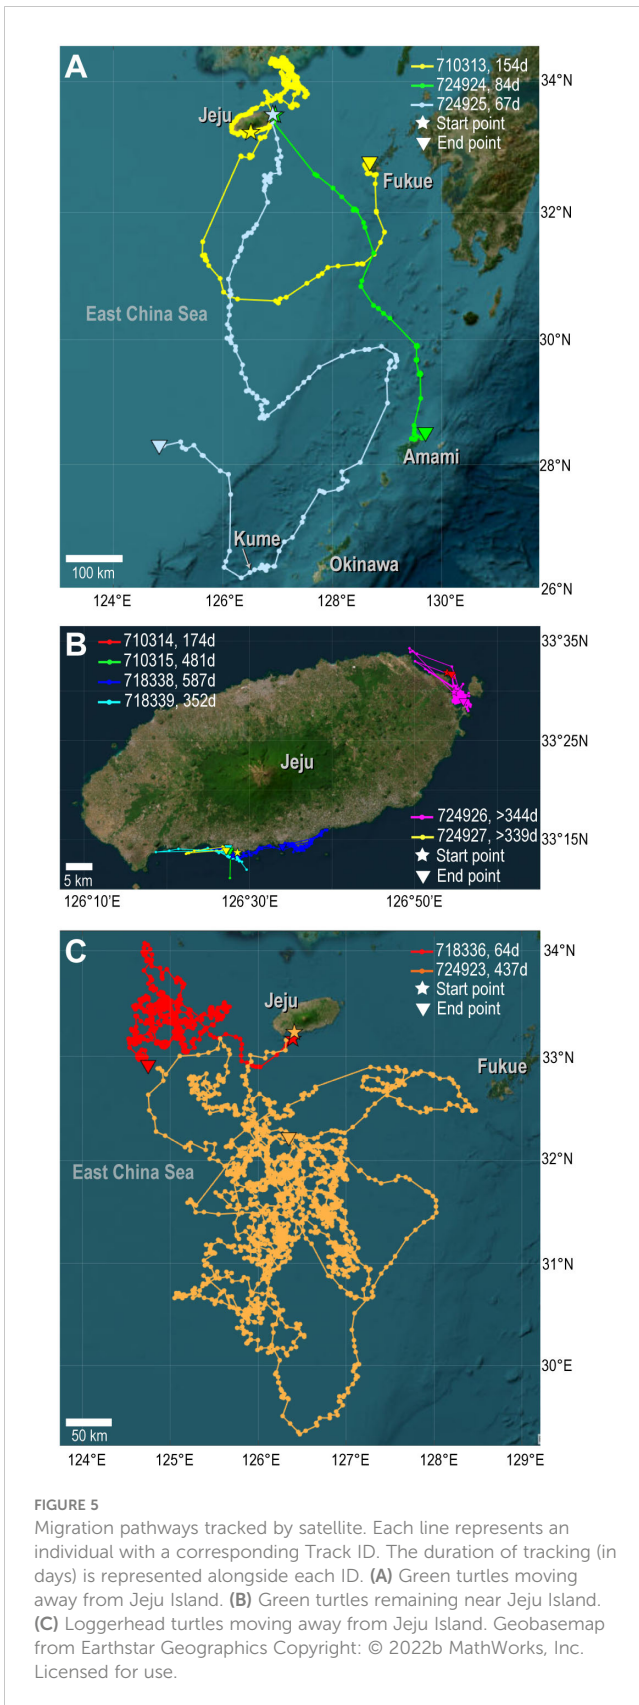 A
710313, 154d
724924, 84d
724925, 67d
Start point
End point
Jeju
Fukue
East China Sea
Amami
Kume
Okinawa
100 km
34°N
32°N
30°N
28°N
26°N
124°E
126°E
128°E
130°E
B
710314, 174d
710315, 481d
718338, 587d
718339, 352d
Jeju
724926, >344d
724927, >339d
Start point
End point
5 km
33°35'N
33°25'N
33°15'N
126°10'E
126°30'E
126°50'E
C
718336, 64d
724923, 437d
Start point
End point
Jeju
Fukue
East China Sea
50 km
34°N
33°N
32°N
31°N
30°E
124°E
125°E
126°E
127°E
128°E
129°E
FIGURE 5
Migration pathways tracked by satellite. Each line represents an
individual with a corresponding Track ID. The duration of tracking (in
days) is represented alongside each ID. (A) Green turtles moving
away from Jeju Island. (B) Green turtles remaining near Jeju Island.
(C) Loggerhead turtles moving away from Jeju Island. Geobasemap
from Earthstar Geographics Copyright: © 2022b MathWorks, Inc.
Licensed for use.